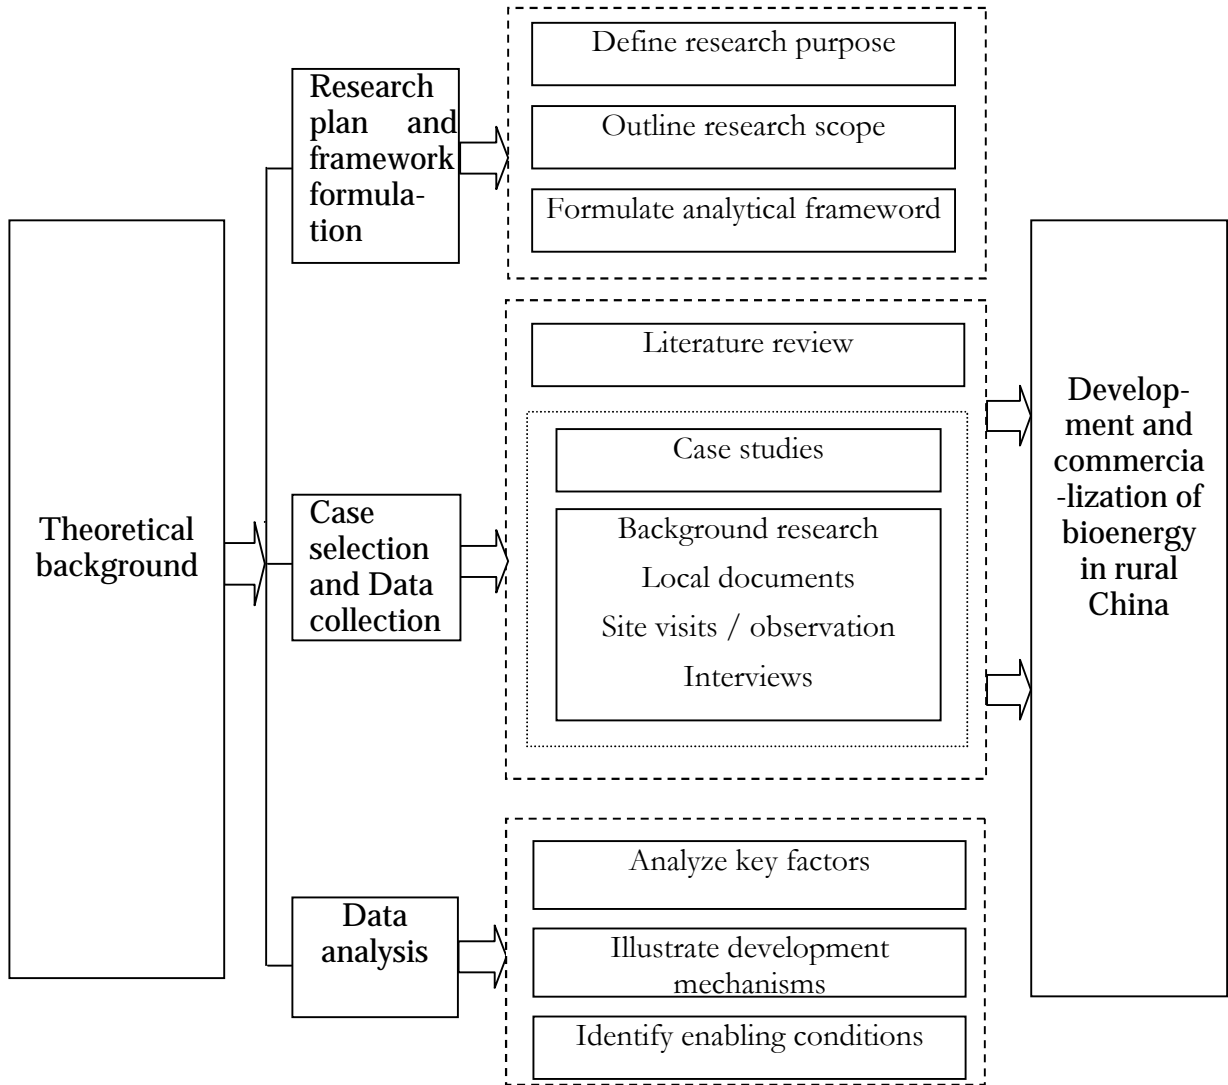 Theoretical
background
Research
plan and
framework
formula-
tion
Define research purpose
Outline research scope
Formulate analytical frameword
Case
selection
and Data
collection
Literature review
Case studies
Background research
Local documents
Site visits / observation
Interviews
Data
analysis
Analyze key factors
Illustrate development
mechanisms
Identify enabling conditions
Develop-
ment and
commercia
-lization of
bioenergy
in rural
China